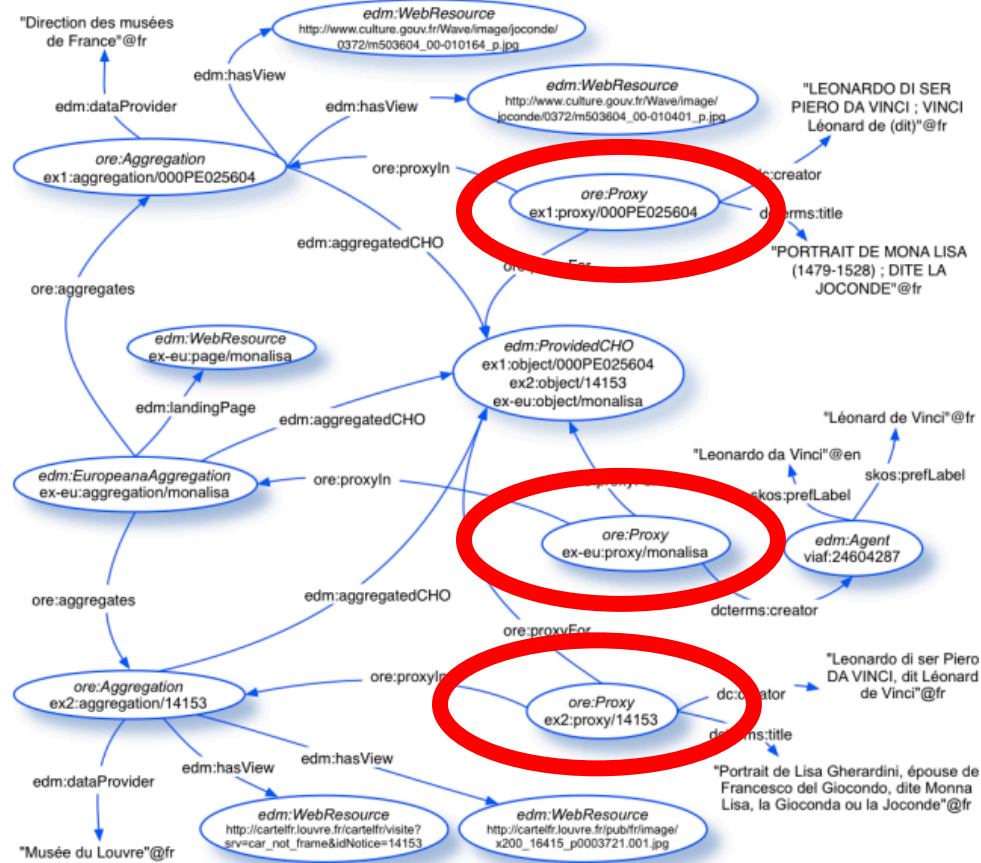 "Direction des musées
de France"@fr
edm:WebResource
http://www.culture.gouv.fr/Wave/image/joconde/
0372/m503604_00-010164_p.jpg
edm:hasView
edm:dataProvider
edm:hasView
edm:WebResource
http://www.culture.gouv.fr/Wave/image/
joconde/0372/m503604_00-010401_p.jpg
"LEONARDO DI SER
PIERO DA VINCI ; VINCI
Léonard de (dit)"@fr
ore:Aggregation
ex1:aggregation/000PE025604
ore:proxyIn
ore:Proxy
ex1:proxy/000PE025604
dc:creator
dcterms:title
edm:aggregatedCHO
"PORTRAIT DE MONA LISA
(1479-1528) ; DITE LA
JOCONDE"@fr
ore:aggregates
edm:WebResource
ex-eu:page/monalisa
edm:ProvidedCHO
ex1:object/000PE025604
ex2:object/14153
ex-eu:object/monalisa
edm:landingPage
edm:aggregatedCHO
"Léonard de Vinci"@fr
"Leonardo da Vinci"@en
skos:prefLabel
skos:prefLabel
edm:EuropeanaAggregation
ex-eu:aggregation/monalisa
ore:proxyIn
ore:Proxy
ex-eu:proxy/monalisa
edm:Agent
viaf:24604287
ore:aggregates
edm:aggregatedCHO
dcterms:creator
ore:proxyFor
ore:Aggregation
ex2:aggregation/14153
ore:proxyIn
ore:Proxy
ex2:proxy/14153
dc:creator
"Leonardo di ser Piero
DA VINCI, dit Léonard
de Vinci"@fr
dcterms:title
edm:dataProvider
edm:hasView
edm:hasView
"Portrait de Lisa Gherardini, épouse de
Francesco del Giocondo, dite Monna
Lisa, la Gioconda ou la Joconde"@fr
"Musée du Louvre"@fr
edm:WebResource
http://cartelfr.louvre.fr/cartelfr/visite?
srv=car_not_frame&idNotice=14153
edm:WebResource
http://cartelfr.louvre.fr/pub/fr/image/
x200_16415_p0003721.001.jpg